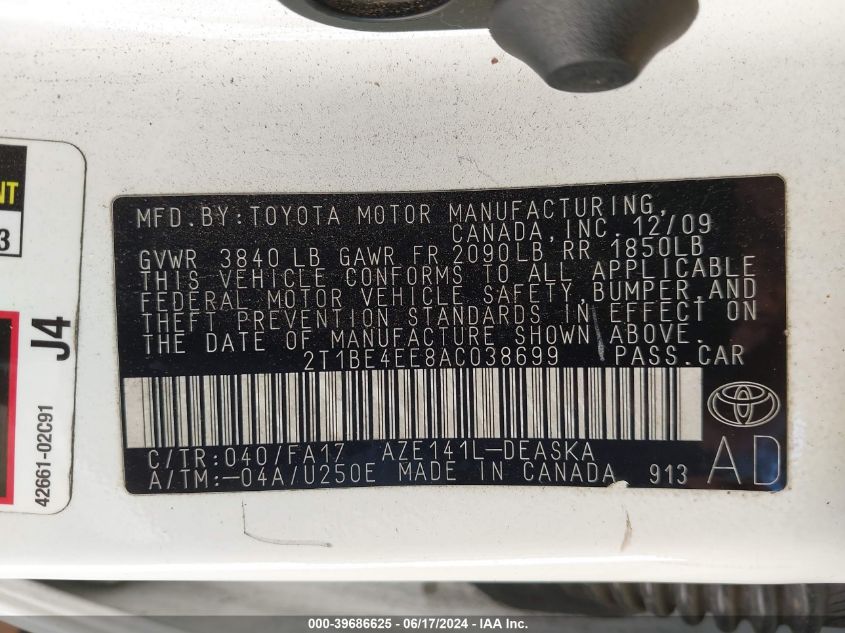 NT
3
J4
42661-02C91
MFD.BY:TOYOTA MOTOR MANUFACTURING,
CANADA,INC. 12/09
GVWR 3840 LB GAWR FR 2090LB RR 1850LB
THIS VEHICLE CONFORMS TO ALL APPLICABLE
FEDERAL MOTOR VEHICLE SAFETY,BUMPER,AND
THEFT PREVENTION STANDARDS IN EFFECT ON
THE DATE OF MANUFACTURE SHOWN ABOVE.
2T1BE4EE8AC038699 PASS.CAR
C/TR:040/FA17 AZE141L-DEASKA
A/TM:-04A/U250E MADE IN CANADA 913
AD
000-39686625 - 06/17/2024 - IAA Inc.